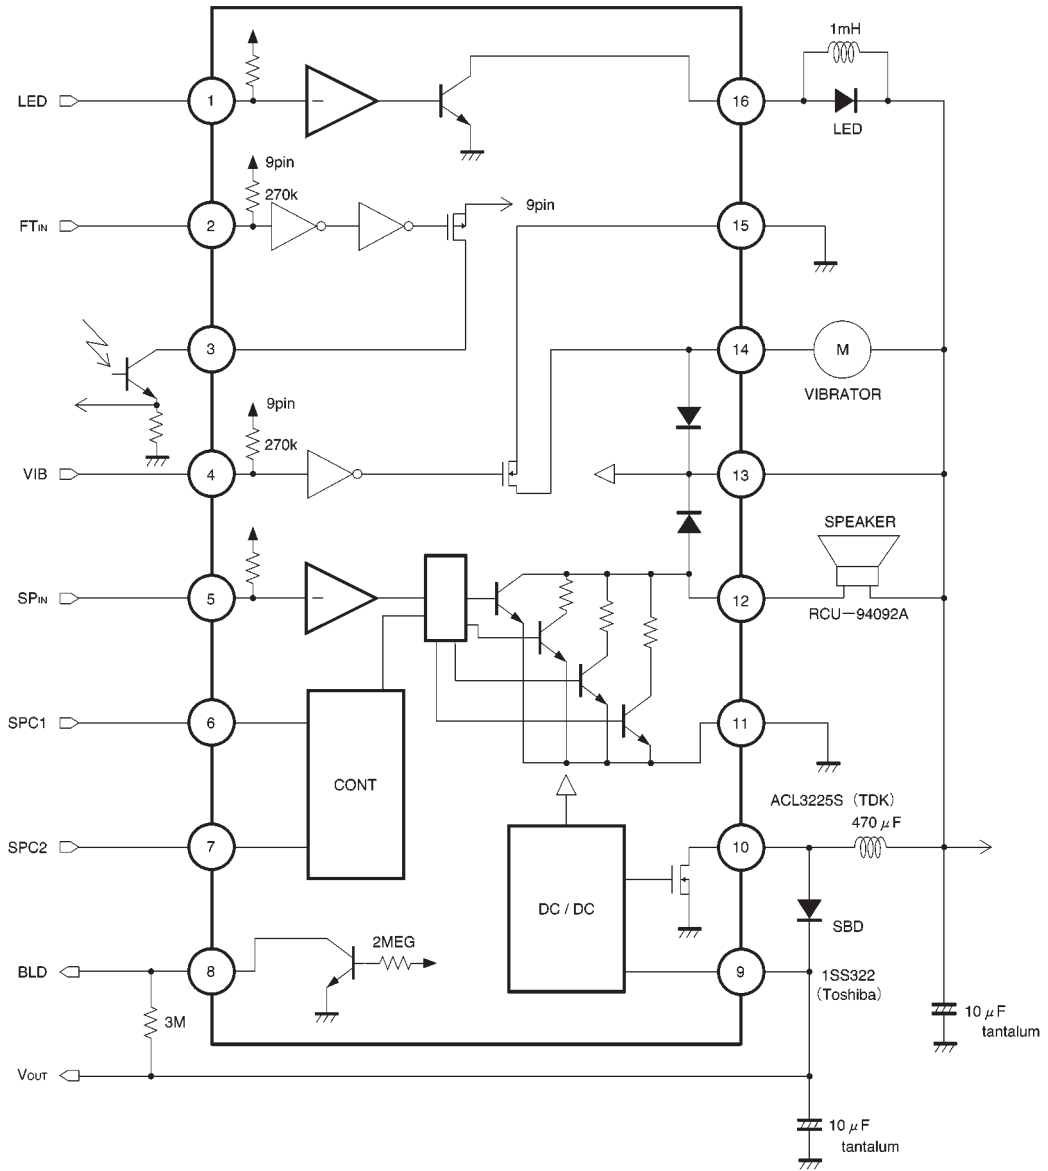 1mH
LED
1
−
16
LED
9pin
270k
FTIN
2
9pin
15
3
14
M
VIBRATOR
9pin
270k
VIB
4
13
SPEAKER
SPIN
5
−
12
RCU−94092A
SPC1
6
11
CONT
ACL3225S (TDK)
470 μF
SPC2
7
10
DC / DC
SBD
2MEG
BLD
8
9
1SS322
(Toshiba)
3M
10 μF
tantalum
VOUT
10 μF
tantalum